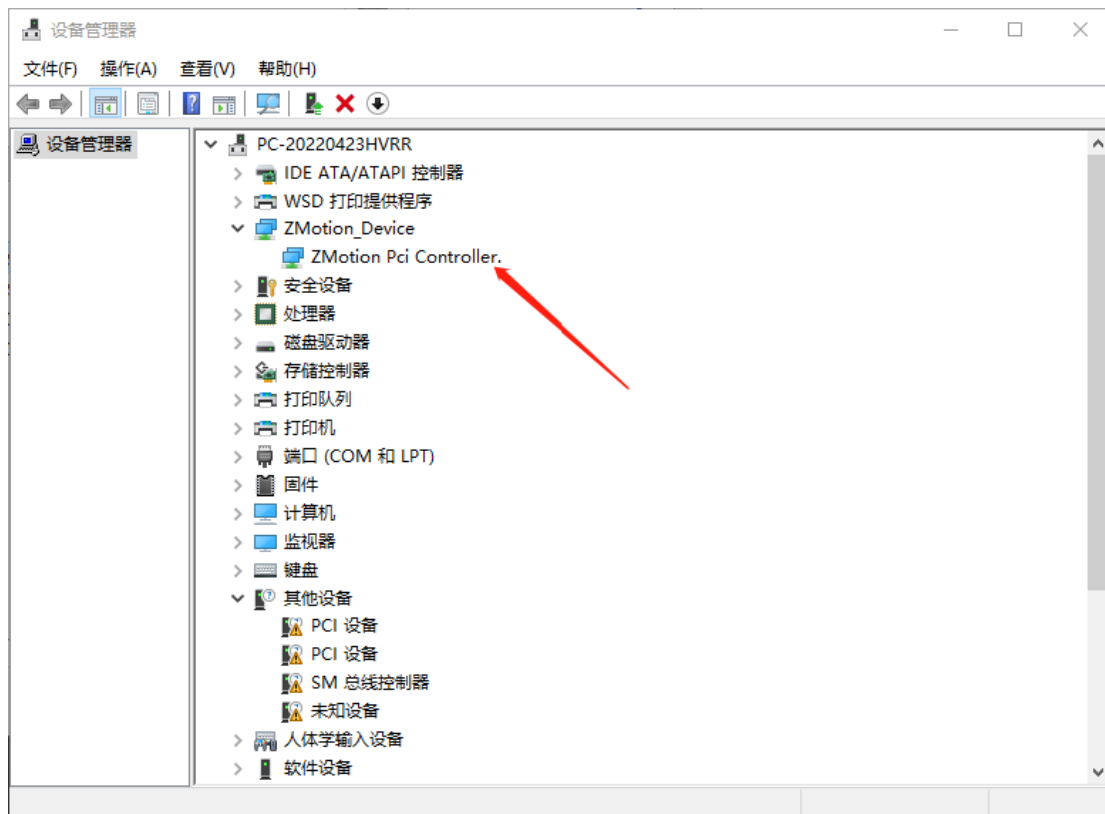 设备管理器
文件(F) 操作(A) 查看(V) 帮助(H)
设备管理器
PC-20220423HVRR
IDE ATA/ATAPI 控制器
WSD 打印提供程序
ZMotion_Device
ZMotion Pci Controller.
安全设备
处理器
磁盘驱动器
存储控制器
打印队列
打印机
端口 (COM 和 LPT)
固件
计算机
监视器
键盘
其他设备
PCI 设备
PCI 设备
SM 总线控制器
未知设备
人体学输入设备
软件设备